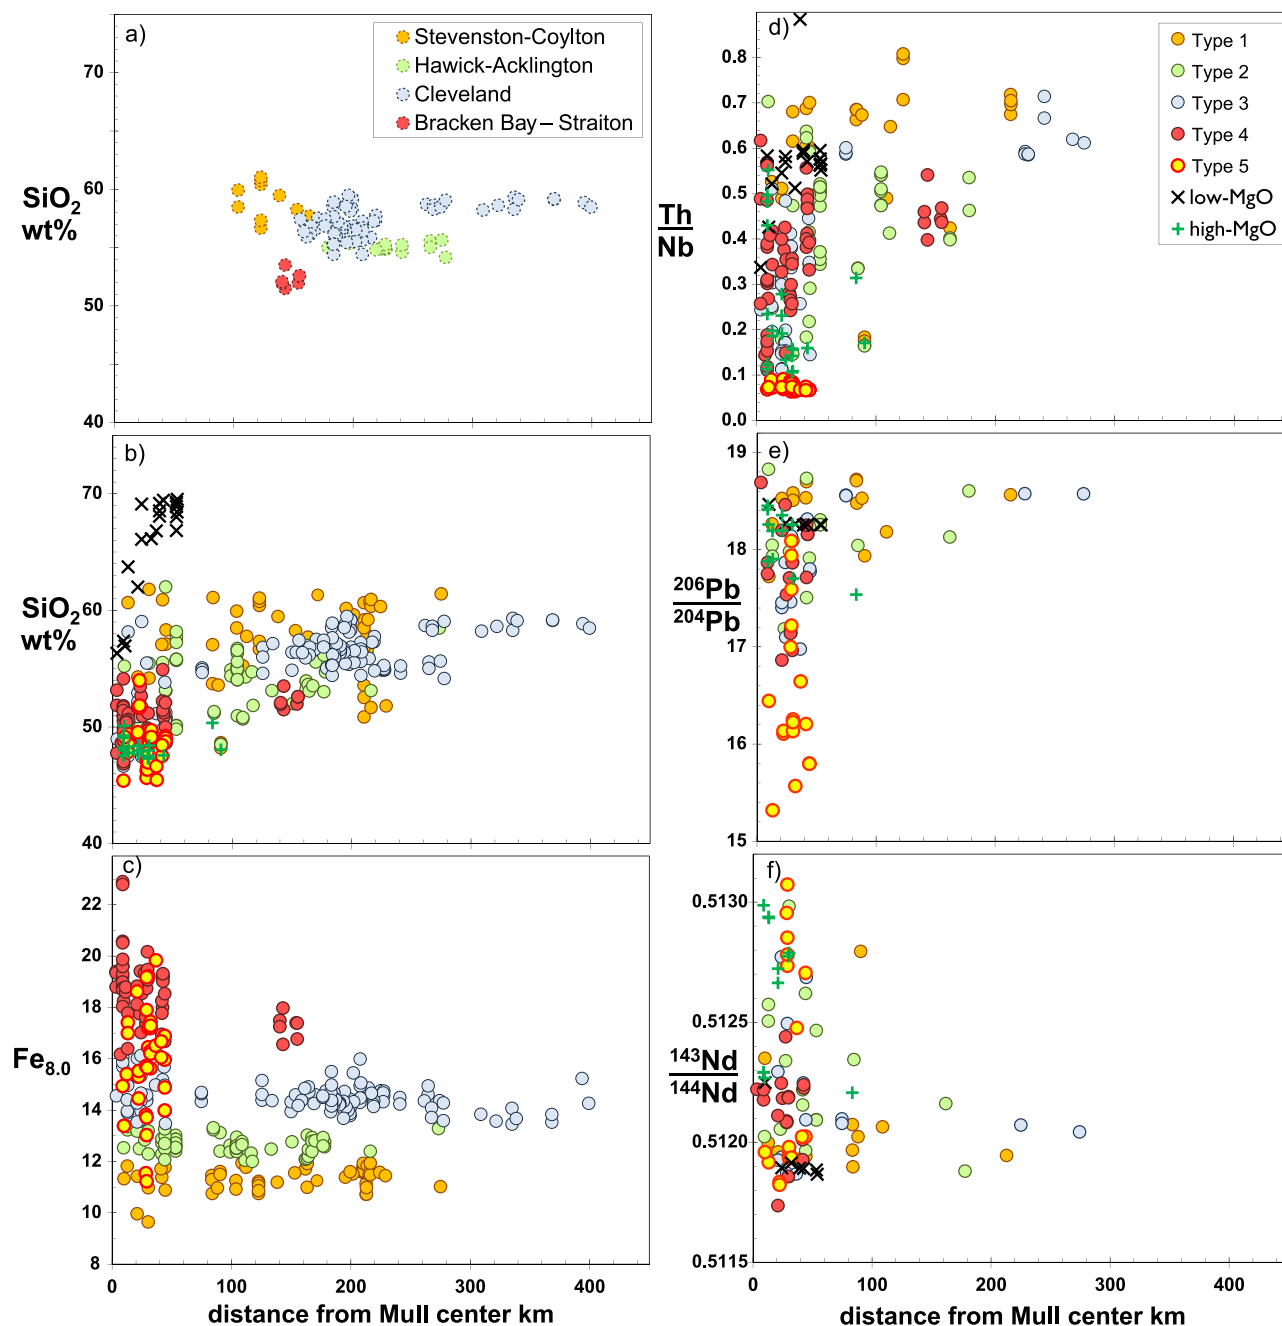 a)
Stevenston-Coylton
Hawick-Acklington
Cleveland
Bracken Bay – Straiton
70
60
50
40
SiO2
wt%
b)
70
60
50
40
SiO2
wt%
c)
22
20
18
16
14
12
10
8
Fe8.0
0 100 200 300 400
distance from Mull center km
d)
Type 1
Type 2
Type 3
Type 4
Type 5
low-MgO
high-MgO
0.8
0.7
0.6
0.5
0.4
0.3
0.2
0.1
0.0
Th
Nb
e)
19
18
17
16
15
206Pb
204Pb
f)
0.5130
0.5125
0.5120
0.5115
143Nd
144Nd
0 100 200 300 400
distance from Mull center km